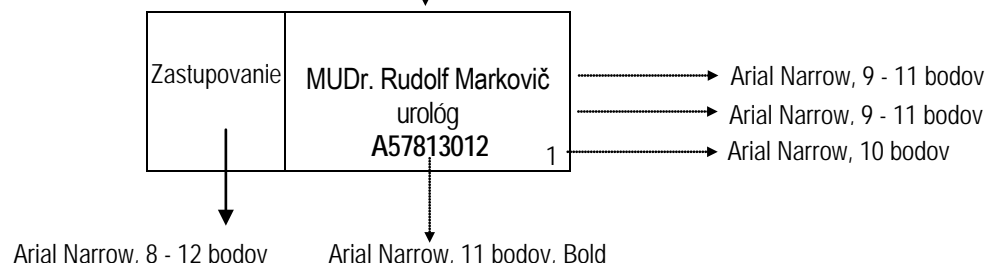 Zastupovanie
MUDr. Rudolf Markovič
urológ
A57813012
1
Arial Narrow, 9 - 11 bodov
Arial Narrow, 9 - 11 bodov
Arial Narrow, 10 bodov
Arial Narrow, 8 - 12 bodov
Arial Narrow, 11 bodov, Bold